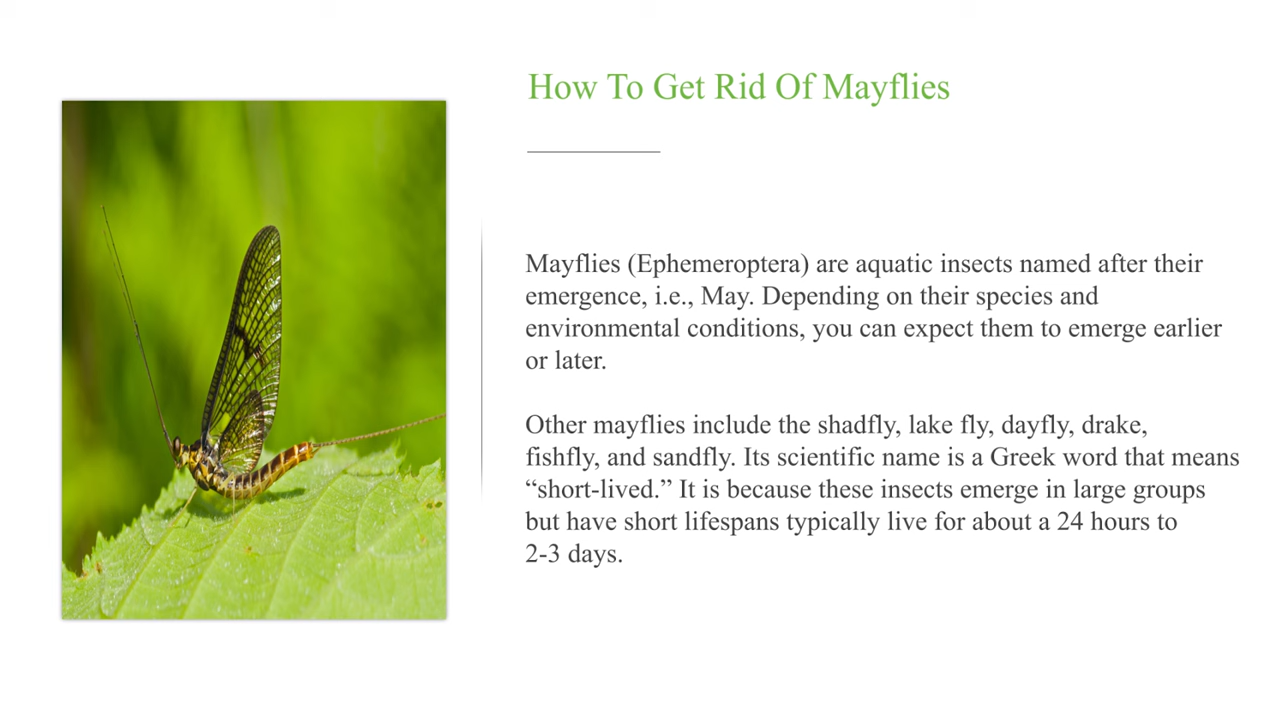 How To Get Rid Of Mayflies
Mayflies (Ephemeroptera) are aquatic insects named after their
emergence, i.e., May. Depending on their species and
environmental conditions, you can expect them to emerge earlier
or later.
Other mayflies include the shadfly, lake fly, dayfly, drake,
fishfly, and sandfly. Its scientific name is a Greek word that means
“short-lived.” It is because these insects emerge in large groups
but have short lifespans typically live for about a 24 hours to
2-3 days.